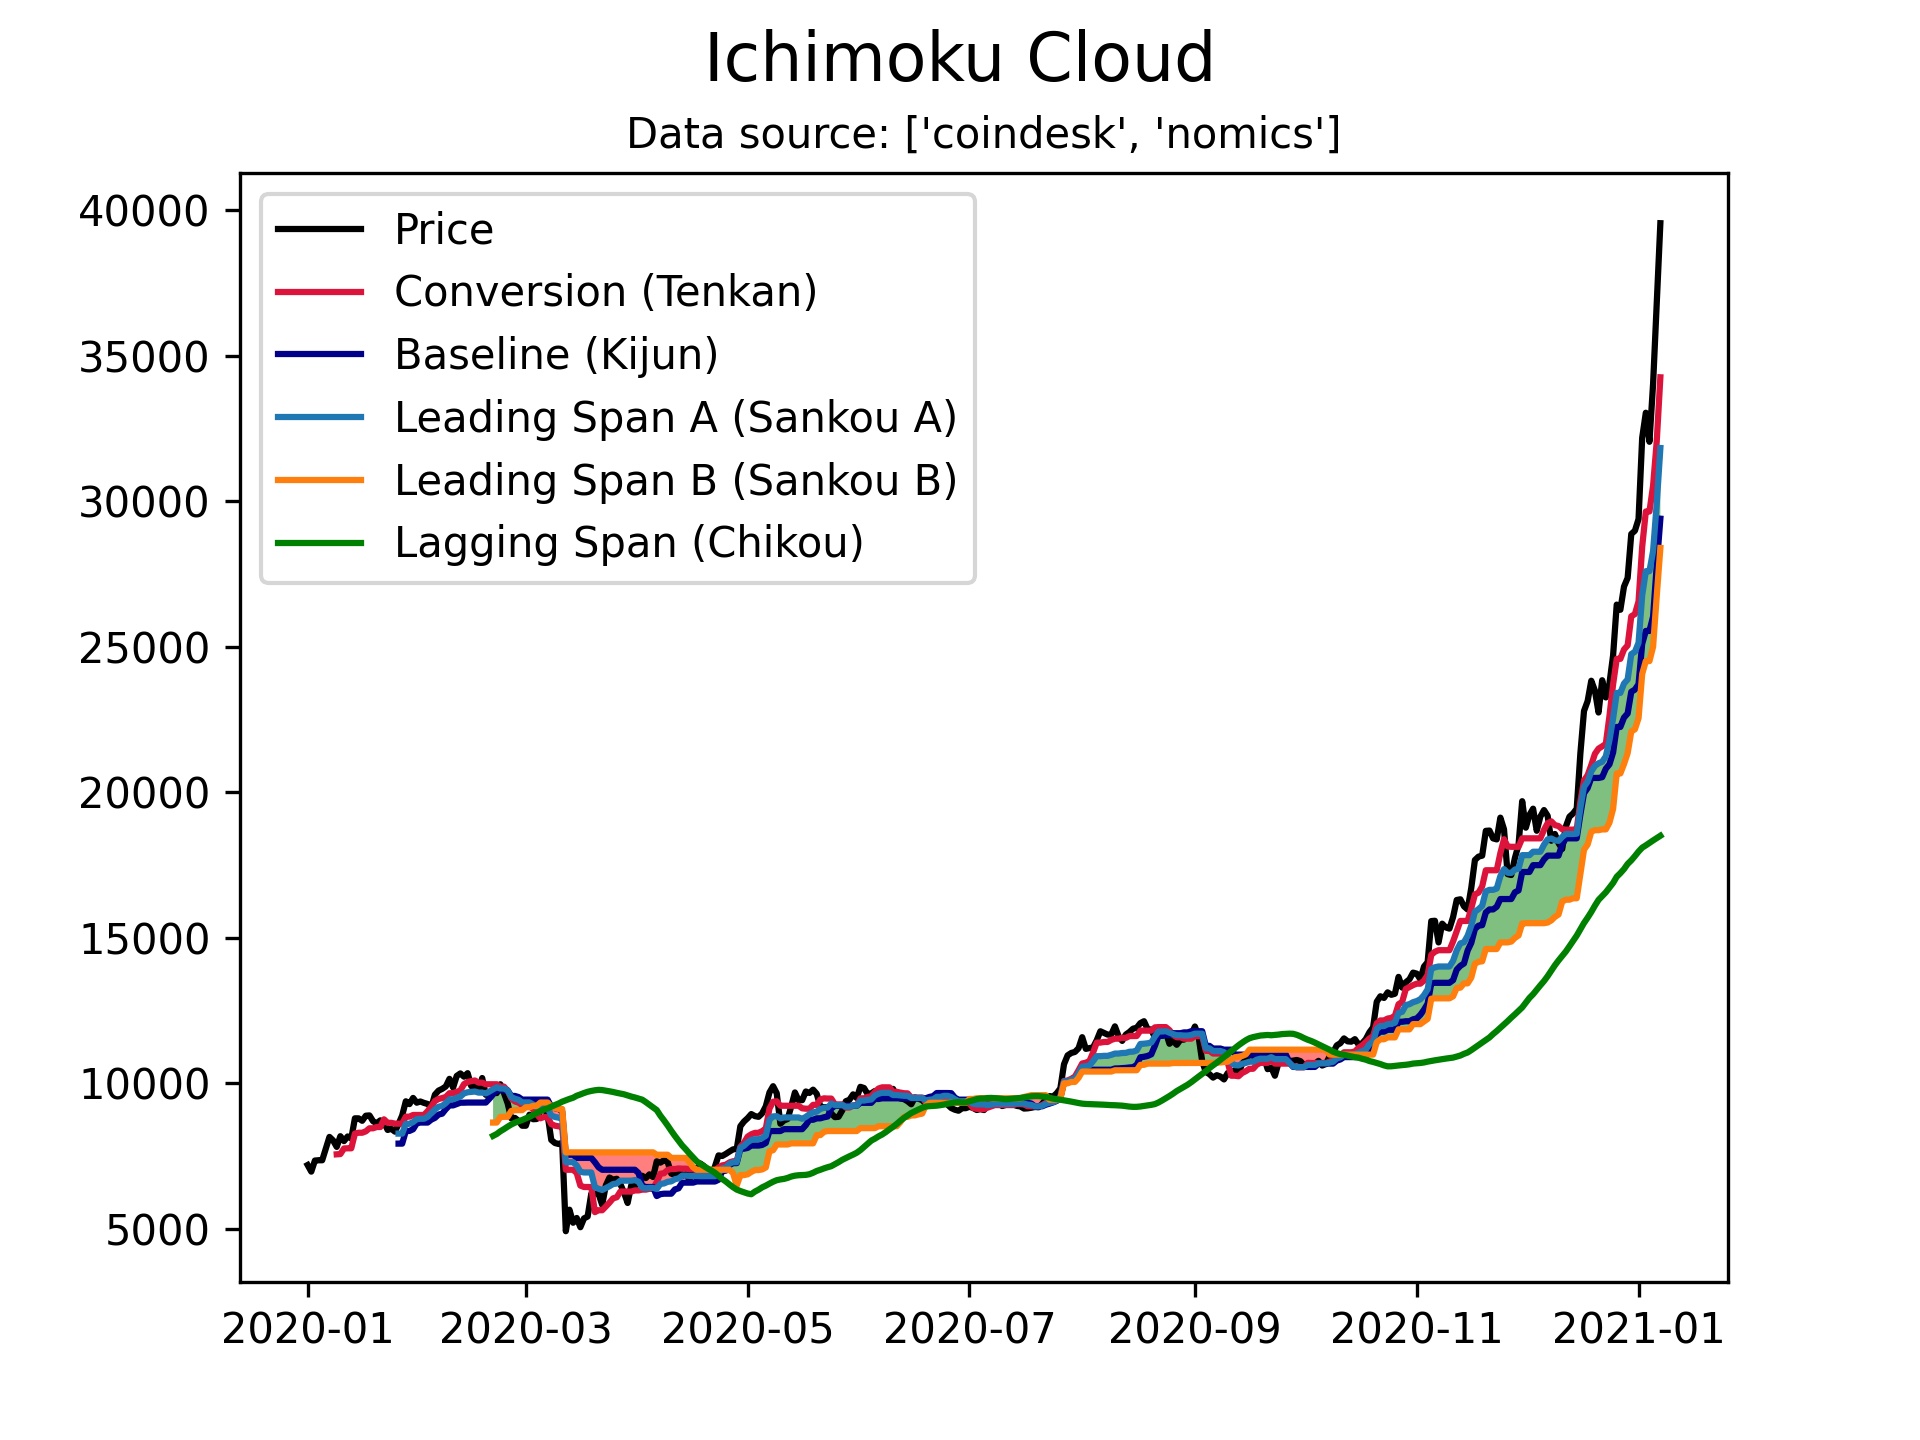 Ichimoku Cloud
Data source: ['coindesk', 'nomics']
40000
35000
30000
25000
20000
15000
10000
5000
Price
Conversion (Tenkan)
Baseline (Kijun)
Leading Span A (Sankou A)
Leading Span B (Sankou B)
Lagging Span (Chikou)
2020-01 2020-03 2020-05 2020-07 2020-09 2020-11 2021-01